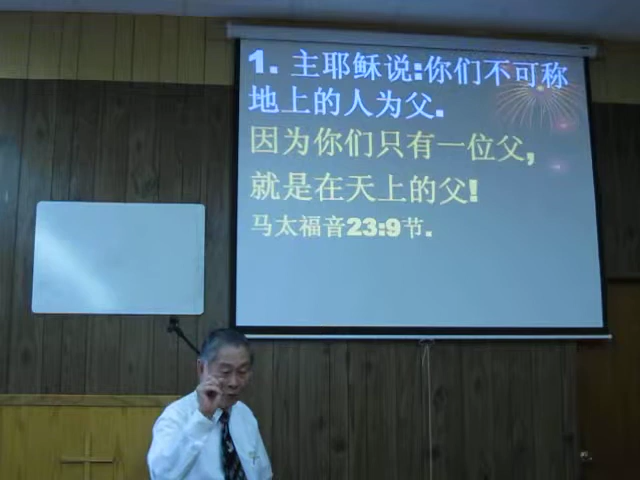 1. 主耶稣说:你们不可称
地上的人为父.
因为你们只有一位父,
就是在天上的父!
马太福音23:9节.